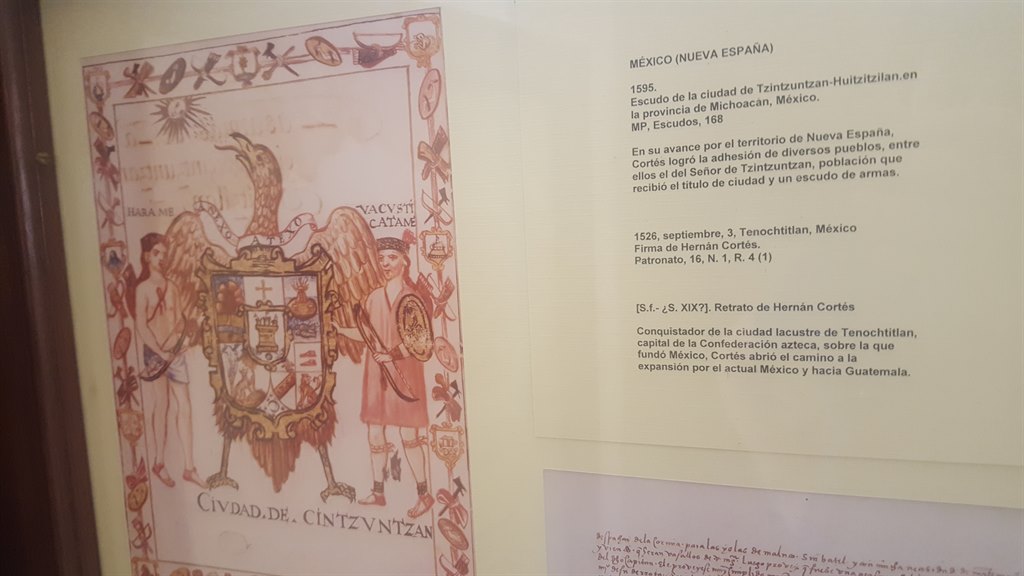 HARAME
VACVSTI
CATAME
CIVDAD.DE.CINTZVNTZAN
MÉXICO (NUEVA ESPAÑA)
1595.
Escudo de la ciudad de Tzintzuntzan-Huitzitzilan.en
la provincia de Michoacán, México.
MP, Escudos, 168
En su avance por el territorio de Nueva España,
Cortés logró la adhesión de diversos pueblos, entre
ellos el del Señor de Tzintzuntzan, población que
recibió el titulo de ciudad y un escudo de armas.
1526, septiembre, 3, Tenochtitlan, México
Firma de Hernán Cortés.
Patronato, 16, N. 1, R. 4 (1)
[S.f.- ¿S. XIX?]. Retrato de Hernán Cortés
Conquistador de la ciudad lacustre de Tenochtitlan,
capital de la Confederación azteca, sobre la que
fundó México, Cortés abrió el camino a la
expansión por el actual México y hacia Guatemala.